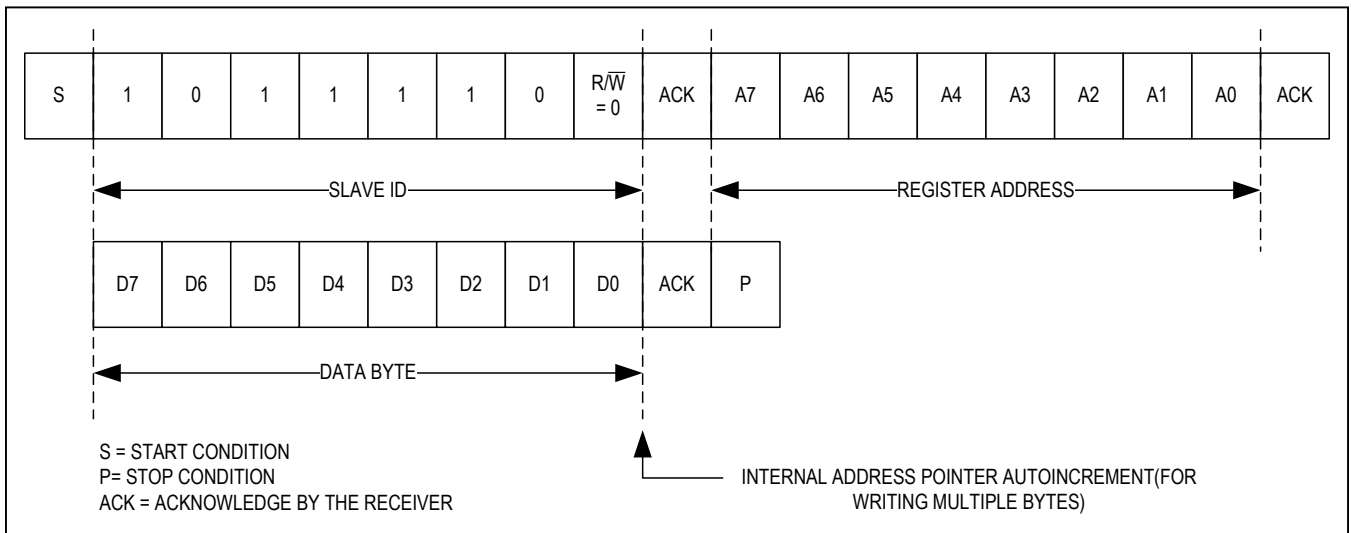 S 1 0 1 1 1 1 0 R/W̅ = 0 ACK A7 A6 A5 A4 A3 A2 A1 A0 ACK
SLAVE ID REGISTER ADDRESS
D7 D6 D5 D4 D3 D2 D1 D0 ACK P
DATA BYTE
S = START CONDITION
P= STOP CONDITION
ACK = ACKNOWLEDGE BY THE RECEIVER
INTERNAL ADDRESS POINTER AUTOINCREMENT(FOR
WRITING MULTIPLE BYTES)